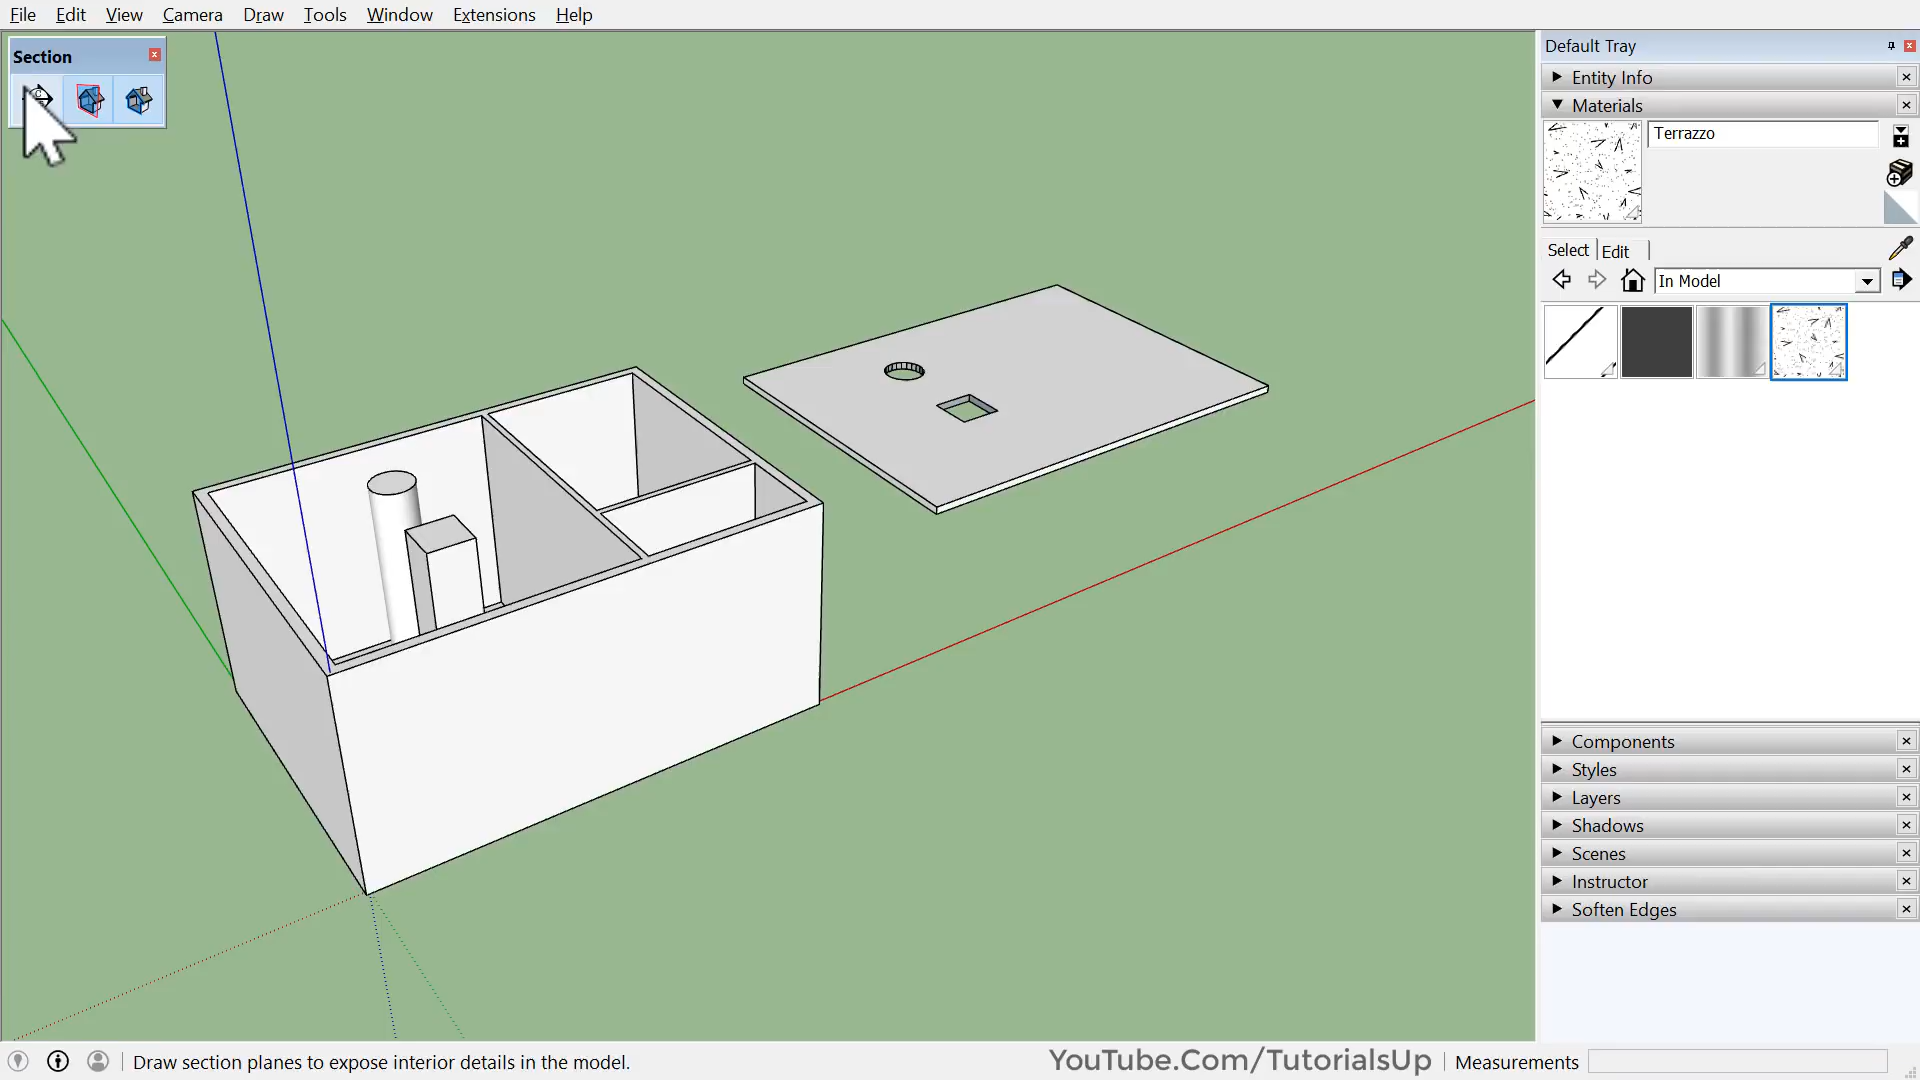 File Edit View Camera Draw Tools Window Extensions Help
Section
Default Tray
Entity Info
Materials
Terrazzo
Select Edit
In Model
Components
Styles
Layers
Shadows
Scenes
Instructor
Soften Edges
Draw section planes to expose interior details in the model.
YouTube.Com/TutorialsUp
Measurements